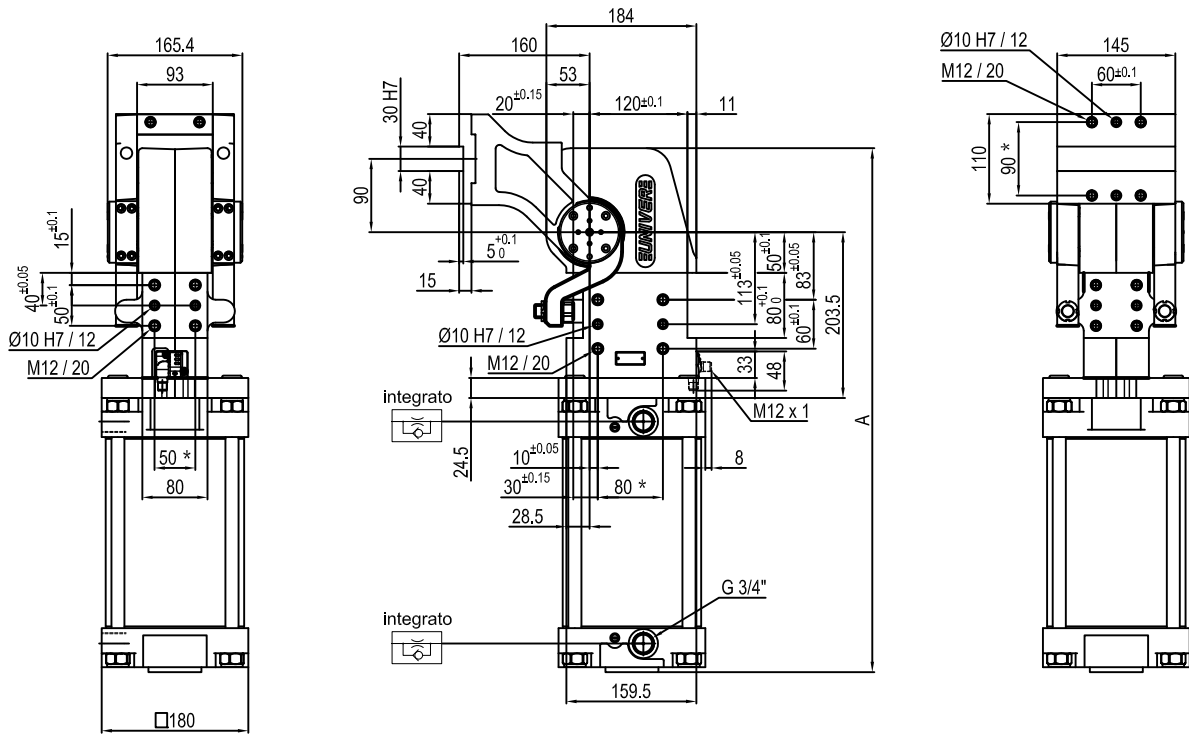 165.4
93
15±0.1
40±0.05
50±0.1
Ø10 H7 / 12
M12 / 20
50 *
80
□180
184
160
53
20±0.15
120±0.1
11
30 H7
40
90
40
5 +0.1 0
15
UNIVER
50±0.1
83±0.05
113±0.05
80 +0.1 0
60±0.1
203.5
Ø10 H7 / 12
M12 / 20
33
48
M12 x 1
integrato
24.5
10±0.05
8
30±0.15
80 *
28.5
A
integrato
G 3/4"
159.5
Ø10 H7 / 12
M12 / 20
145
60±0.1
110
90 *